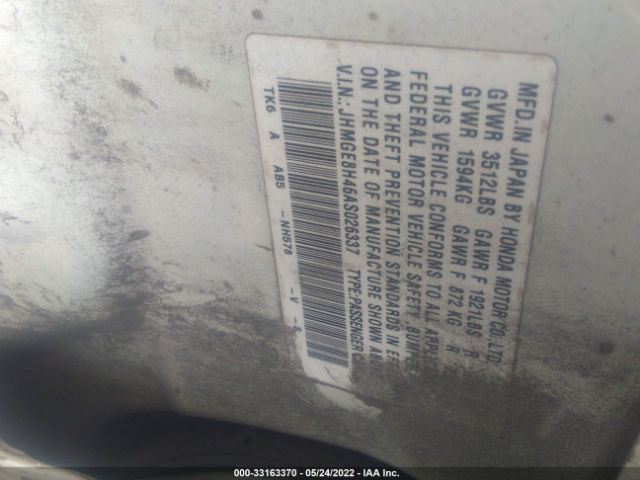 MFD.IN JAPAN BY HONDA MOTOR CO.,LTD
GVWR 3512LBS GAWR F 1921LBS R
GVWR 1594KG GAWR F 872 KG R
THIS VEHICLE CONFORMS TO ALL APPL
FEDERAL MOTOR VEHICLE SAFETY BUMP
AND THEFT PREVENTION STANDARDS IN E
ON THE DATE OF MANUFACTURE SHOWN AB
V.I.N.:JHMGE8H46AS026337 TYPE:PASSENGER C
TK6 A AB5 -NH578 -V -S
000-33163370 - 05/24/2022 - IAA Inc.